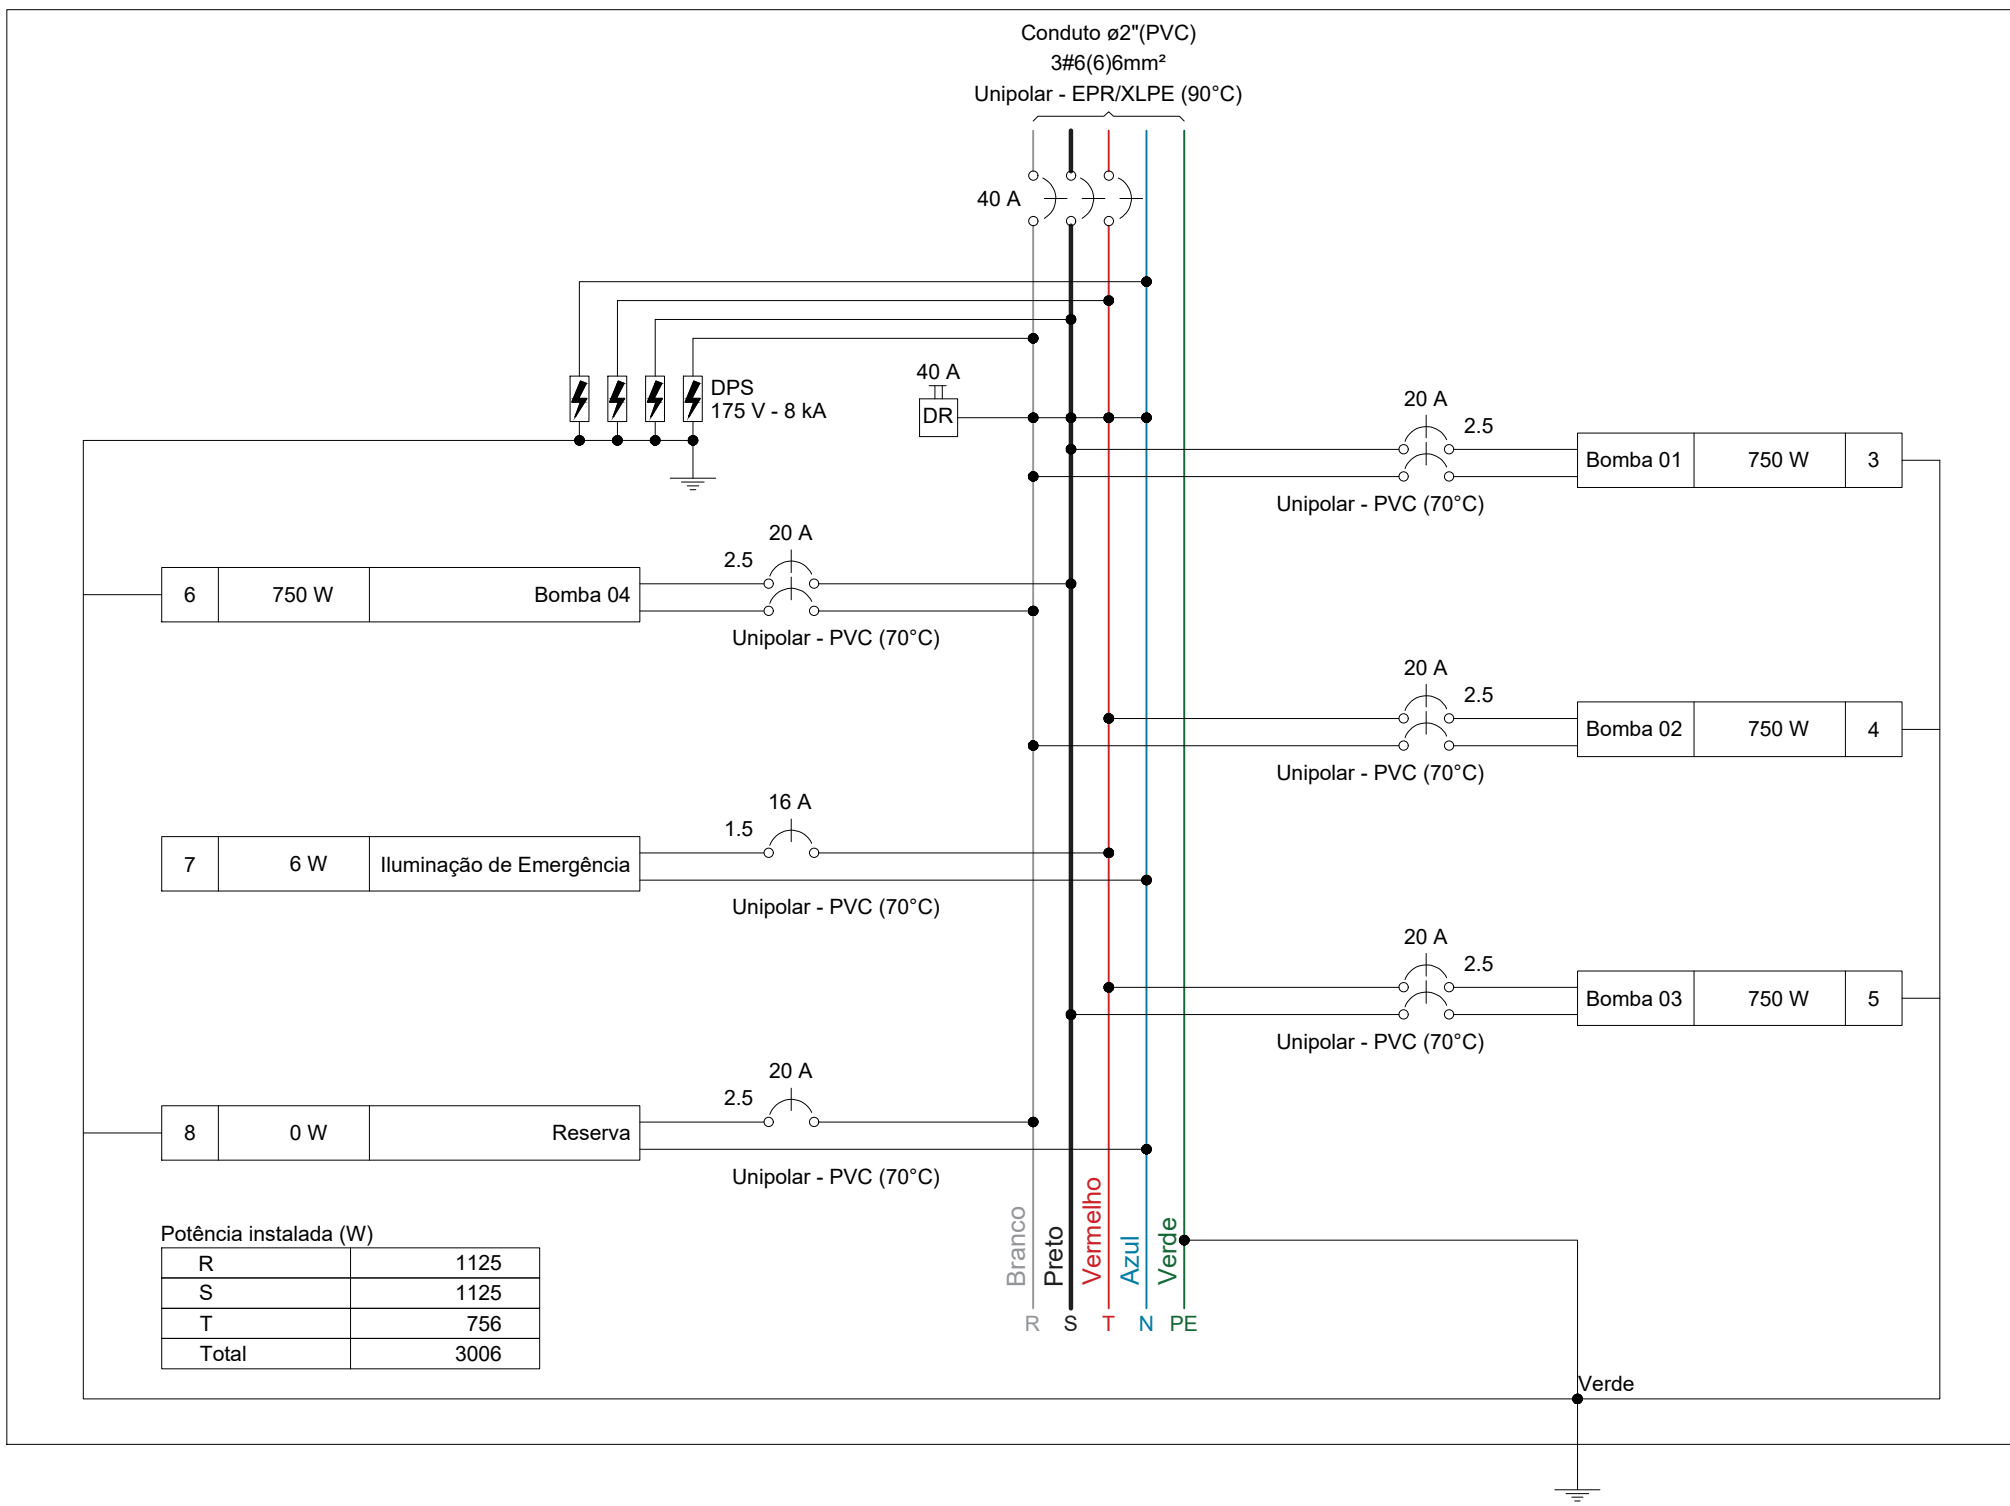 Conduto ø2"(PVC)
3#6(6)6mm²
Unipolar - EPR/XLPE (90°C)
40 A
DPS
175 V - 8 kA
40 A
DR
20 A
2.5
Bomba 01 750 W 3
Unipolar - PVC (70°C)
20 A
2.5
6 750 W Bomba 04
Unipolar - PVC (70°C)
20 A
2.5
Bomba 02 750 W 4
Unipolar - PVC (70°C)
16 A
1.5
7 6 W Iluminação de Emergência
Unipolar - PVC (70°C)
20 A
2.5
Bomba 03 750 W 5
Unipolar - PVC (70°C)
20 A
2.5
8 0 W Reserva
Unipolar - PVC (70°C)
Branco
Preto
Vermelho
Azul
Verde
R S T N PE
Potência instalada (W)
R 1125
S 1125
T 756
Total 3006
Verde